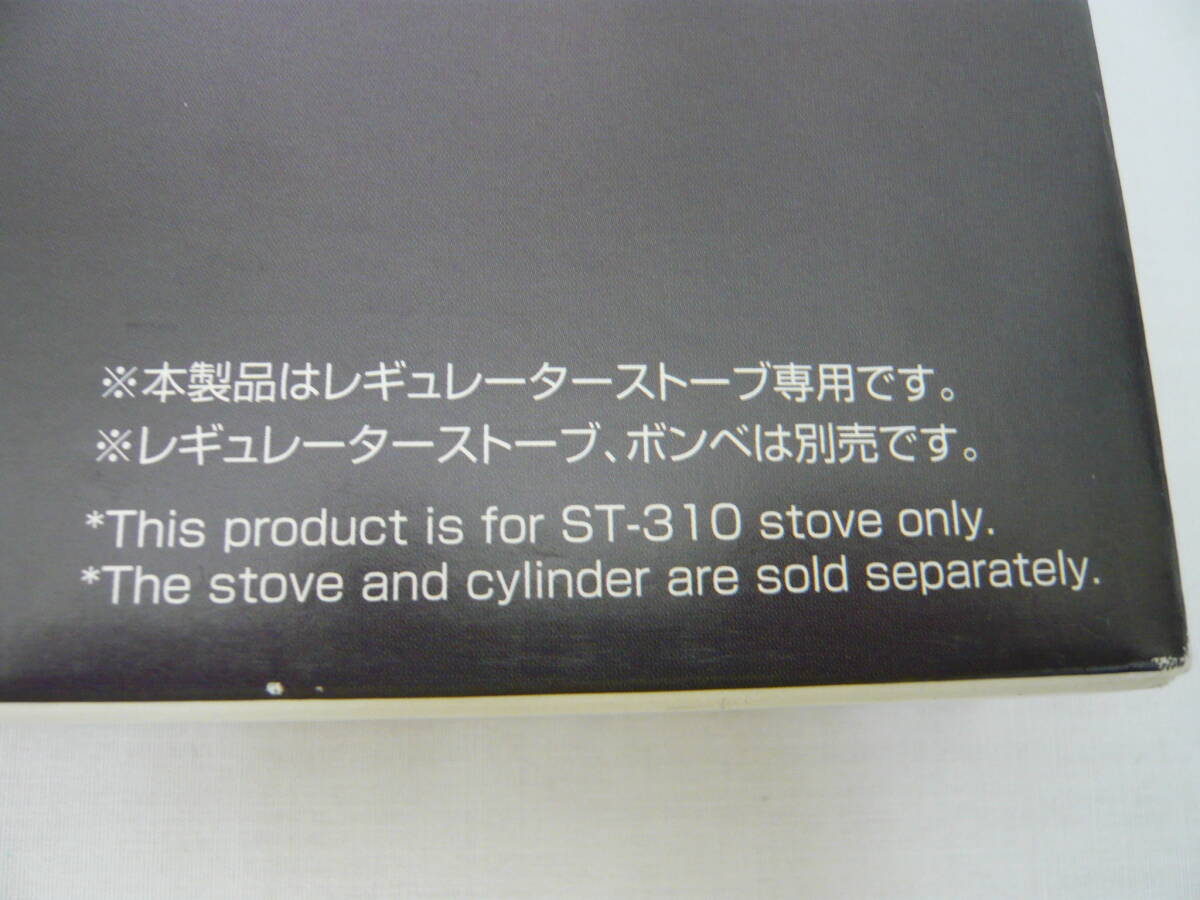 ※本製品はレギュレーターストーブ専用です。
※レギュレーターストーブ、ボンベは別売です。
*This product is for ST-310 stove only.
*The stove and cylinder are sold separately.